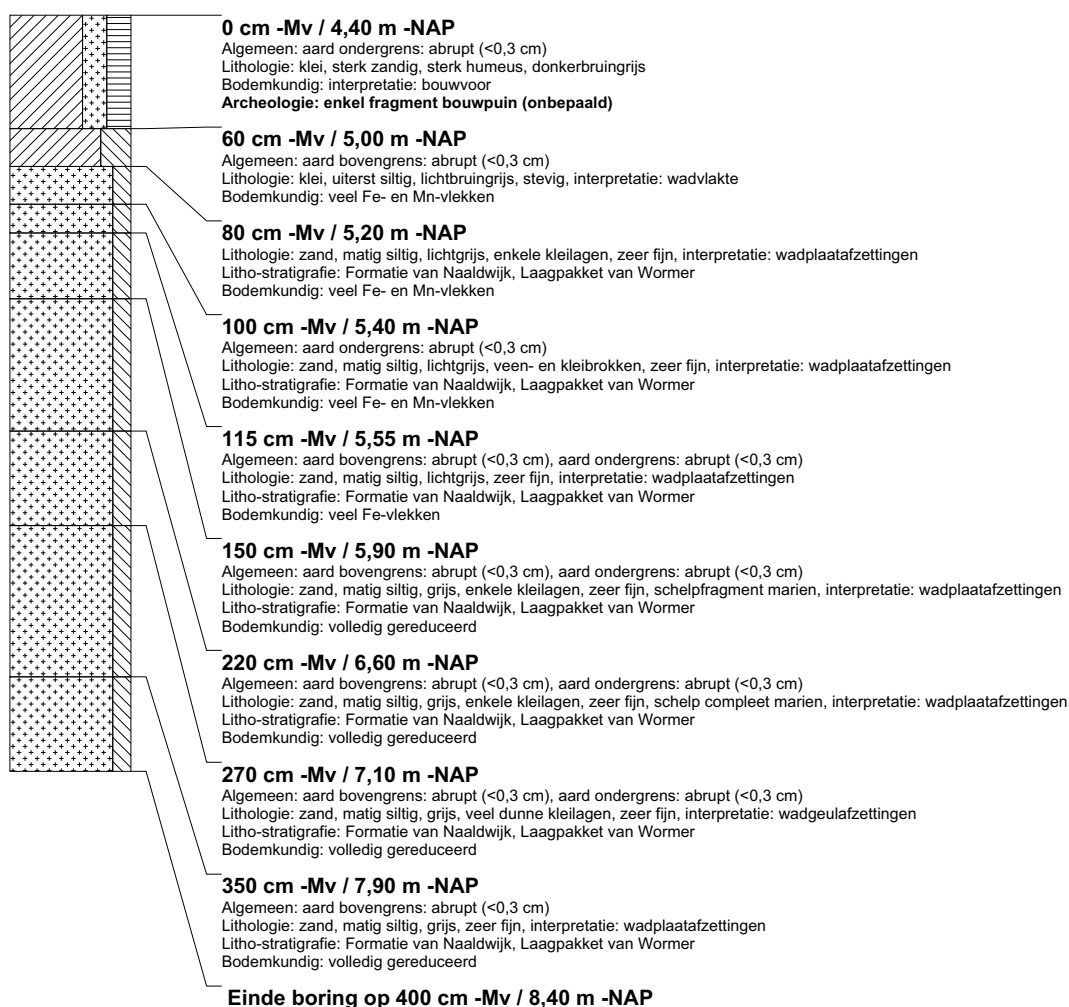 0 cm -Mv / 4,40 m -NAP
Algemeen: aard ondergrens: abrupt (<0,3 cm)
Lithologie: klei, sterk zandig, sterk humeus, donkerbruingrijs
Bodemkundig: interpretatie: bouwvoor
Archeologie: enkel fragment bouwpuin (onbepaald)
60 cm -Mv / 5,00 m -NAP
Algemeen: aard bovengrens: abrupt (<0,3 cm)
Lithologie: klei, uiterst siltig, lichtbruingrijs, stevig, interpretatie: wadvlakte
Bodemkundig: veel Fe- en Mn-vlekken
80 cm -Mv / 5,20 m -NAP
Lithologie: zand, matig siltig, lichtgrijs, enkele kleilagen, zeer fijn, interpretatie: wadplaatafzettingen
Litho-stratigrafie: Formatie van Naaldwijk, Laagpakket van Wormer
Bodemkundig: veel Fe- en Mn-vlekken
100 cm -Mv / 5,40 m -NAP
Algemeen: aard ondergrens: abrupt (<0,3 cm)
Lithologie: zand, matig siltig, lichtgrijs, veen- en kleibrokken, zeer fijn, interpretatie: wadplaatafzettingen
Litho-stratigrafie: Formatie van Naaldwijk, Laagpakket van Wormer
Bodemkundig: veel Fe- en Mn-vlekken
115 cm -Mv / 5,55 m -NAP
Algemeen: aard bovengrens: abrupt (<0,3 cm), aard ondergrens: abrupt (<0,3 cm)
Lithologie: zand, matig siltig, lichtgrijs, zeer fijn, interpretatie: wadplaatafzettingen
Litho-stratigrafie: Formatie van Naaldwijk, Laagpakket van Wormer
Bodemkundig: veel Fe-vlekken
150 cm -Mv / 5,90 m -NAP
Algemeen: aard bovengrens: abrupt (<0,3 cm), aard ondergrens: abrupt (<0,3 cm)
Lithologie: zand, matig siltig, grijs, enkele kleilagen, zeer fijn, schelpfragment marien, interpretatie: wadplaatafzettingen
Litho-stratigrafie: Formatie van Naaldwijk, Laagpakket van Wormer
Bodemkundig: volledig gereduceerd
220 cm -Mv / 6,60 m -NAP
Algemeen: aard bovengrens: abrupt (<0,3 cm), aard ondergrens: abrupt (<0,3 cm)
Lithologie: zand, matig siltig, grijs, enkele kleilagen, zeer fijn, schelp compleet marien, interpretatie: wadplaatafzettingen
Litho-stratigrafie: Formatie van Naaldwijk, Laagpakket van Wormer
Bodemkundig: volledig gereduceerd
270 cm -Mv / 7,10 m -NAP
Algemeen: aard bovengrens: abrupt (<0,3 cm), aard ondergrens: abrupt (<0,3 cm)
Lithologie: zand, matig siltig, grijs, veel dunne kleilagen, zeer fijn, interpretatie: wadgeulafzettingen
Litho-stratigrafie: Formatie van Naaldwijk, Laagpakket van Wormer
Bodemkundig: volledig gereduceerd
350 cm -Mv / 7,90 m -NAP
Algemeen: aard bovengrens: abrupt (<0,3 cm)
Lithologie: zand, matig siltig, grijs, zeer fijn, interpretatie: wadplaatafzettingen
Litho-stratigrafie: Formatie van Naaldwijk, Laagpakket van Wormer
Bodemkundig: volledig gereduceerd
Einde boring op 400 cm -Mv / 8,40 m -NAP